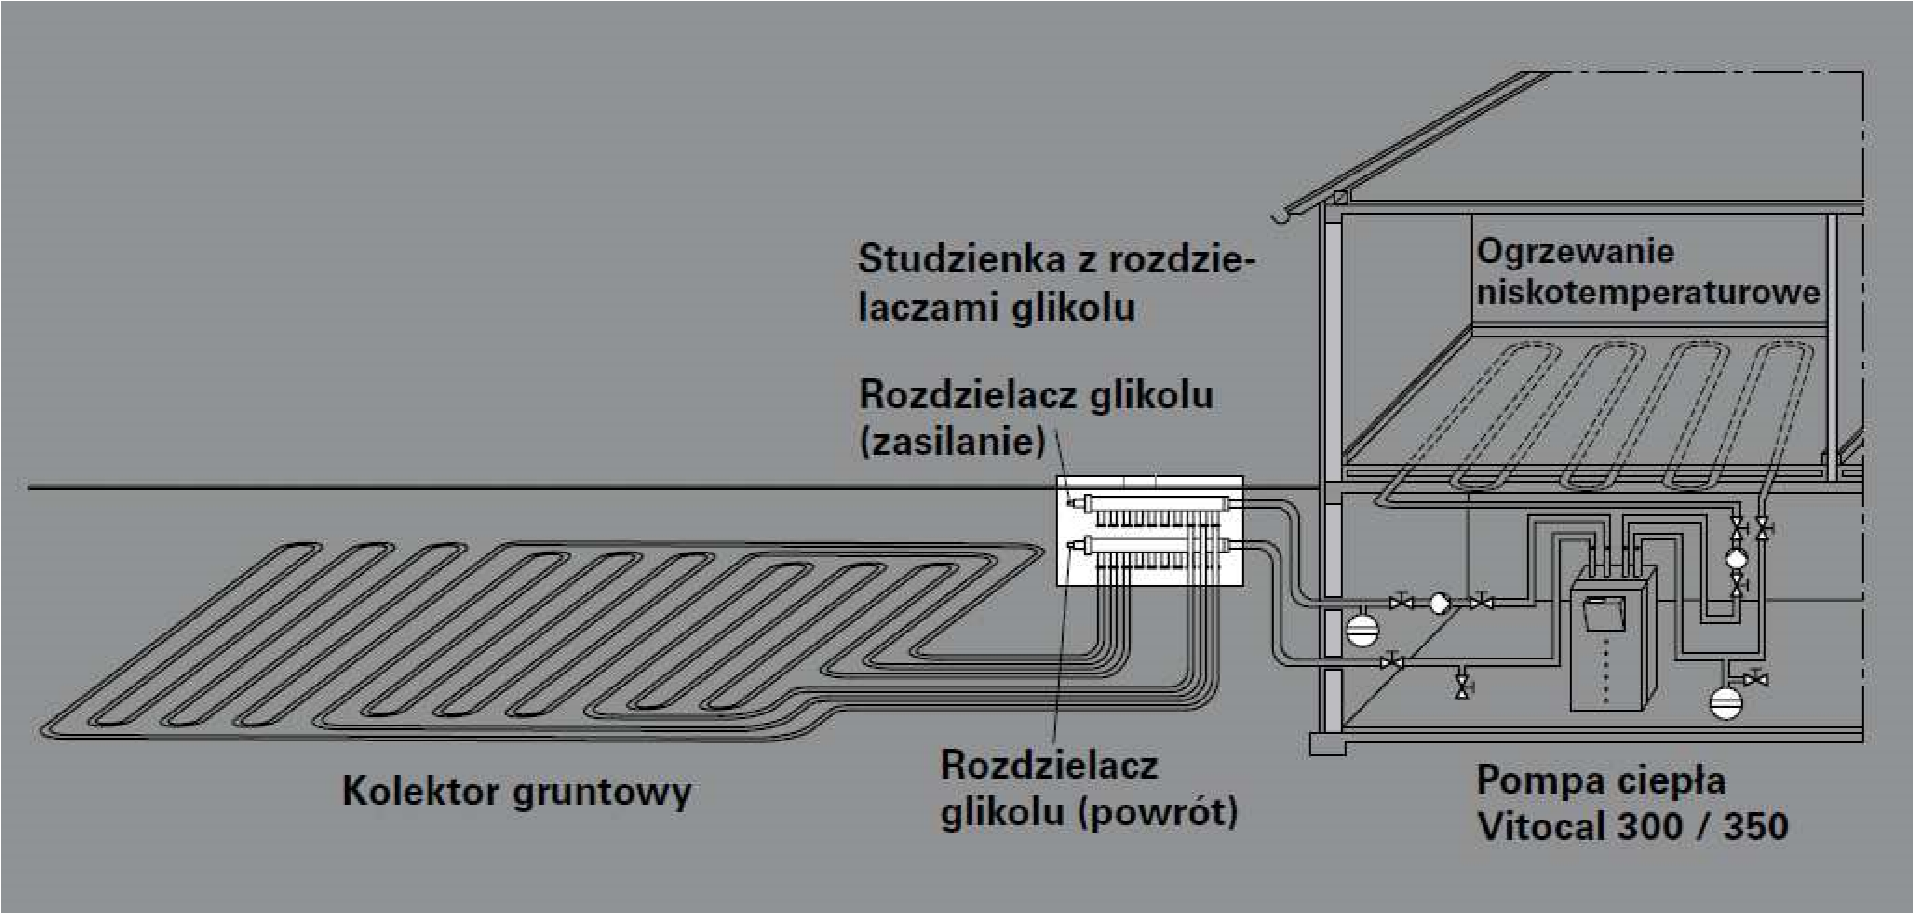 Studzienka z rozdzie-
laczami glikolu
Ogrzewanie
niskotemperaturowe
Rozdzielacz glikolu
(zasilanie)
Kolektor gruntowy
Rozdzielacz
glikolu (powrót)
Pompa ciepła
Vitocal 300 / 350